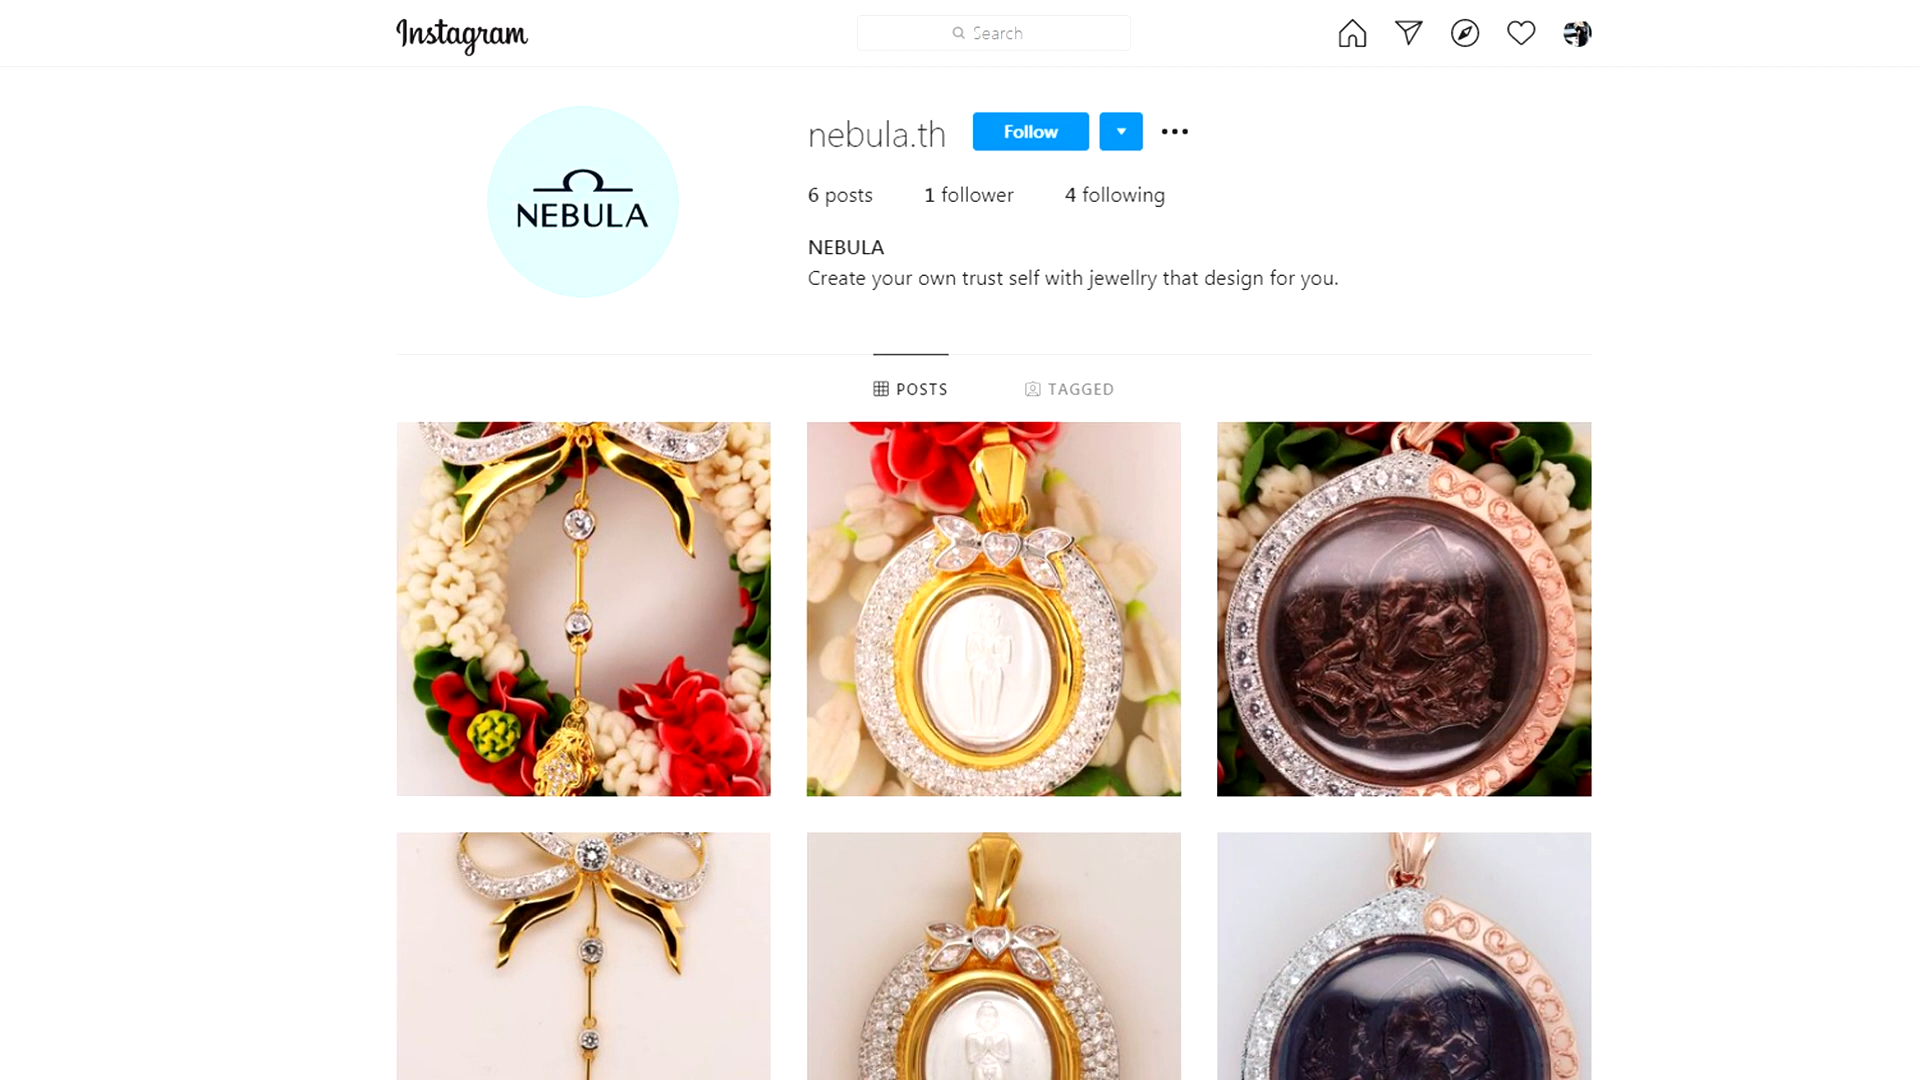 Instagram
Search
NEBULA
nebula.th Follow
6 posts 1 follower 4 following
NEBULA
Create your own trust self with jewellry that design for you.
POSTS TAGGED